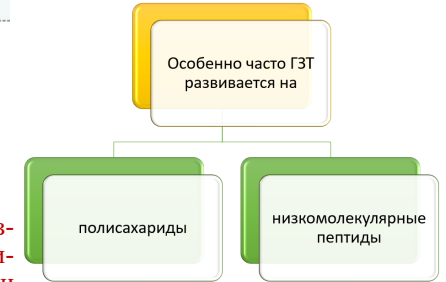 Особенно часто ГЗТ
развивается на
полисахариды
низкомолекулярные
пептиды